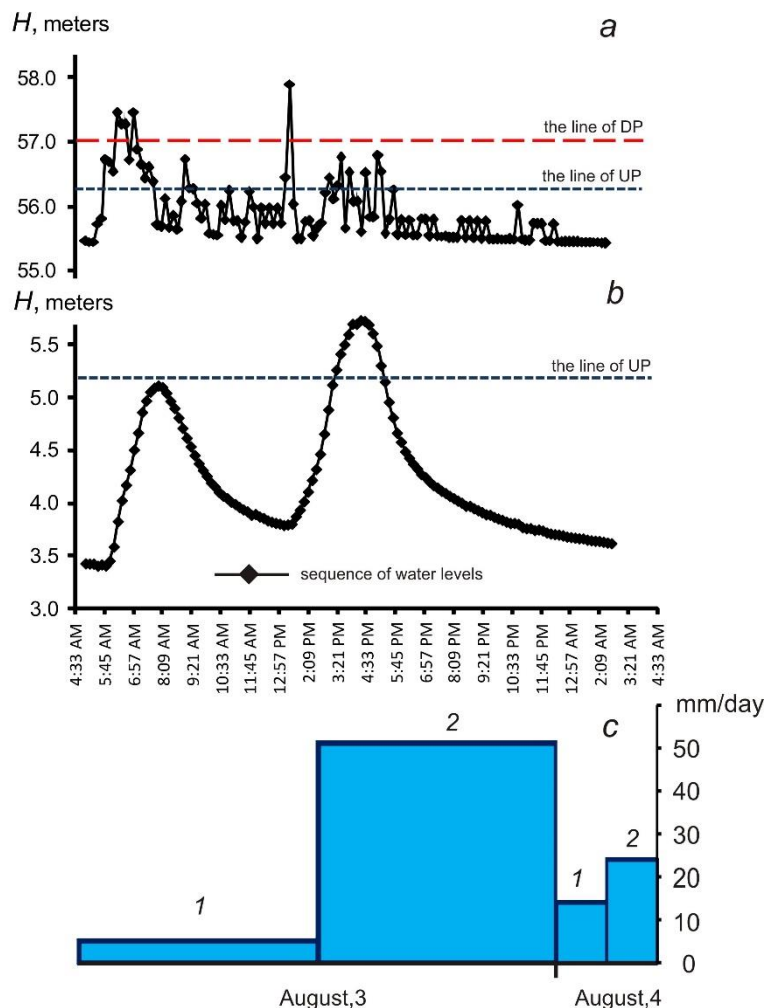 H, meters
a
58.0
the line of DP
57.0
the line of UP
56.0
55.0
H, meters
b
5.5
the line of UP
5.0
4.5
4.0
3.5
sequence of water levels
3.0
4:33 AM
5:45 AM
6:57 AM
8:09 AM
9:21 AM
10:33 AM
11:45 AM
12:57 PM
2:09 PM
3:21 PM
4:33 PM
5:45 PM
6:57 PM
8:09 PM
9:21 PM
10:33 PM
11:45 PM
12:57 AM
2:09 AM
3:21 AM
4:33 AM
mm/day
c
2
50
40
30
2
20
1
1
10
0
August,3
August,4